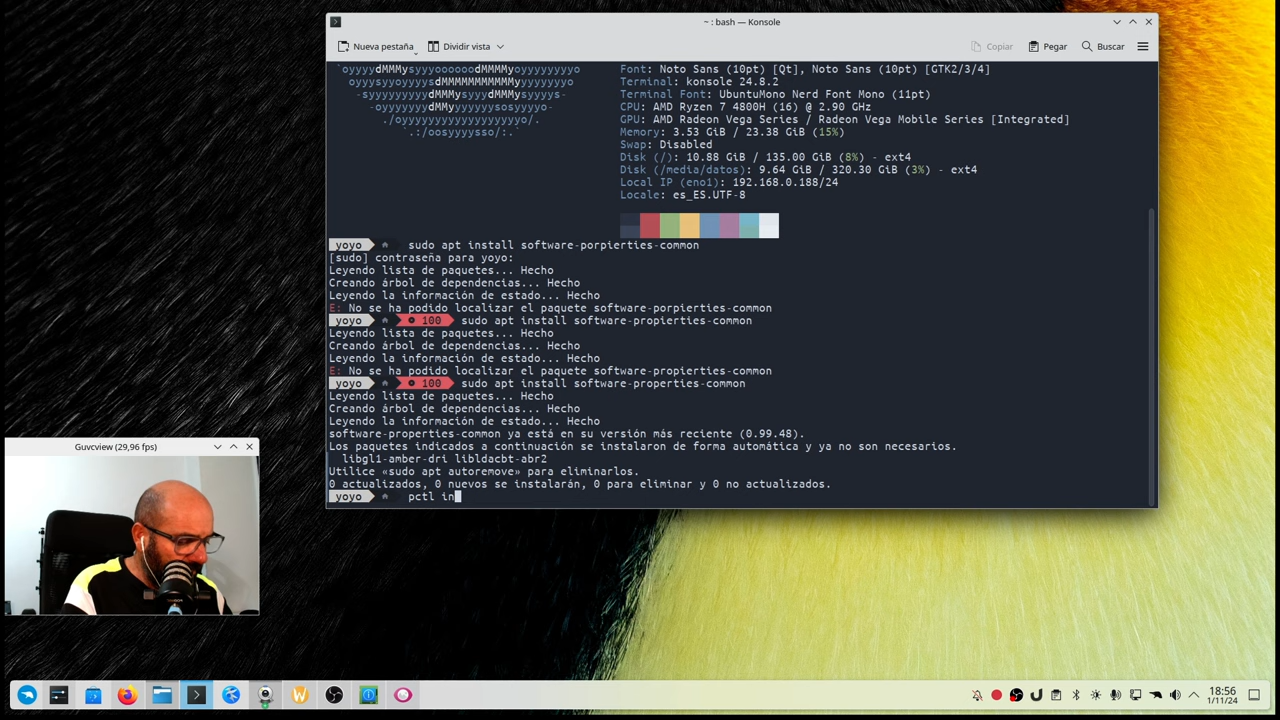 ~ : bash — Konsole
Nueva pestaña Dividir vista Copiar Pegar Buscar
`oyyyydMMMysyyyoooooodMMMMyoyyyyyyyyo Font: Noto Sans (10pt) [Qt], Noto Sans (10pt) [GTK2/3/4]
oyyysyyoyyyysdMMMMMMMMMMMyyyyyyyyo Terminal: konsole 24.8.2
-syyyyyyyyydMMMMysyyydMMMysyyyys- Terminal Font: UbuntuMono Nerd Font Mono (11pt)
-oyyyyyyydMMyyyyyyysosyyyyo- CPU: AMD Ryzen 7 4800H (16) @ 2.90 GHz
./oyyyyyyyyyyyyyyyyyyo/. GPU: AMD Radeon Vega Series / Radeon Vega Mobile Series [Integrated]
`.:/oosyyyysso/:.` Memory: 3.53 GiB / 23.38 GiB (15%)
Swap: Disabled
Disk (/): 10.88 GiB / 135.00 GiB (8%) - ext4
Disk (/media/datos): 9.64 GiB / 320.30 GiB (3%) - ext4
Local IP (eno1): 192.168.0.188/24
Locale: es_ES.UTF-8
yoyo sudo apt install software-porpierties-common
[sudo] contraseña para yoyo:
Leyendo lista de paquetes... Hecho
Creando árbol de dependencias... Hecho
Leyendo la información de estado... Hecho
E: No se ha podido localizar el paquete software-porpierties-common
yoyo 100 sudo apt install software-propierties-common
Leyendo lista de paquetes... Hecho
Creando árbol de dependencias... Hecho
Leyendo la información de estado... Hecho
E: No se ha podido localizar el paquete software-propierties-common
yoyo 100 sudo apt install software-properties-common
Leyendo lista de paquetes... Hecho
Creando árbol de dependencias... Hecho
Leyendo la información de estado... Hecho
software-properties-common ya está en su versión más reciente (0.99.48).
Los paquetes indicados a continuación se instalaron de forma automática y ya no son necesarios.
libgl1-amber-dri libldacbt-abr2
Utilice «sudo apt autoremove» para eliminarlos.
0 actualizados, 0 nuevos se instalarán, 0 para eliminar y 0 no actualizados.
yoyo pctl in
Guvcview (29,96 fps)
18:56
1/11/24